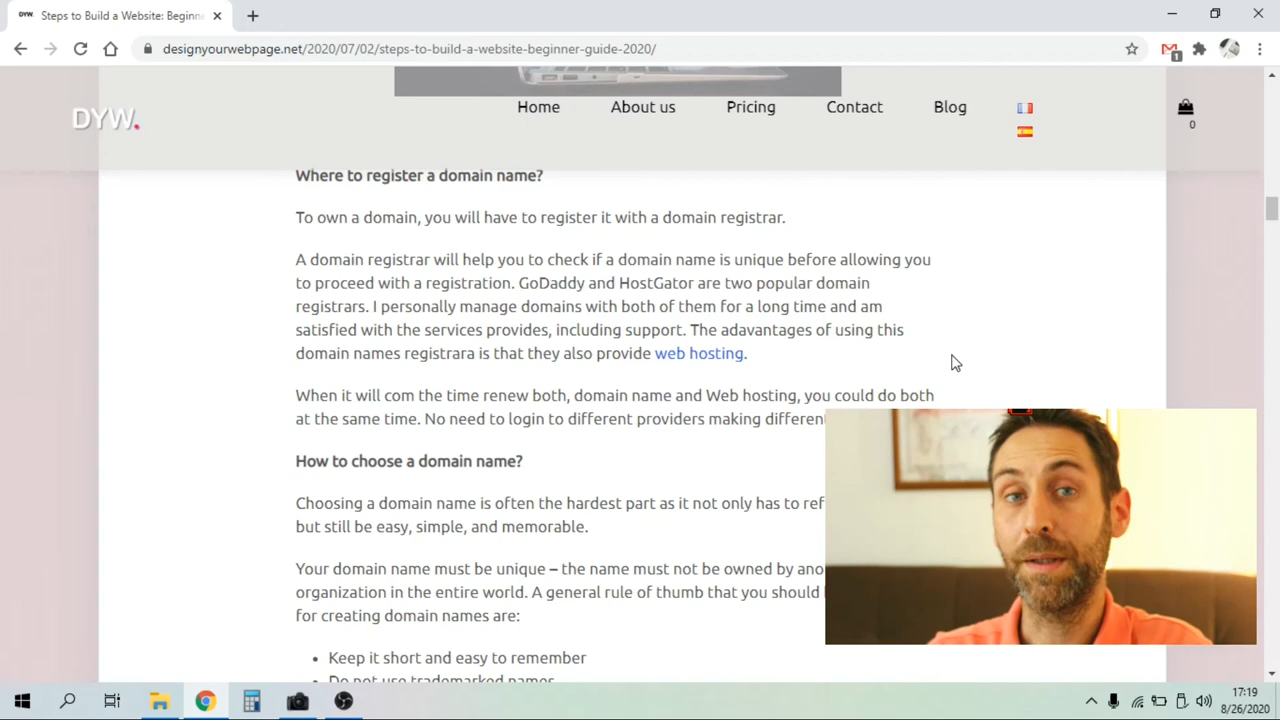 DYW. Steps to Build a Website: Beginn
designyourwebpage.net/2020/07/02/steps-to-build-a-website-beginner-guide-2020/
1
DYW.
Home
About us
Pricing
Contact
Blog
0
Where to register a domain name?
To own a domain, you will have to register it with a domain registrar.
A domain registrar will help you to check if a domain name is unique before allowing you
to proceed with a registration. GoDaddy and HostGator are two popular domain
registrars. I personally manage domains with both of them for a long time and am
satisfied with the services provides, including support. The adavantages of using this
domain names registrara is that they also provide web hosting.
When it will com the time renew both, domain name and Web hosting, you could do both
at the same time. No need to login to different providers making different
How to choose a domain name?
Choosing a domain name is often the hardest part as it not only has to ref
but still be easy, simple, and memorable.
Your domain name must be unique – the name must not be owned by ano
organization in the entire world. A general rule of thumb that you should
for creating domain names are:
• Keep it short and easy to remember
• Do not use trademarked names
17:19
8/26/2020